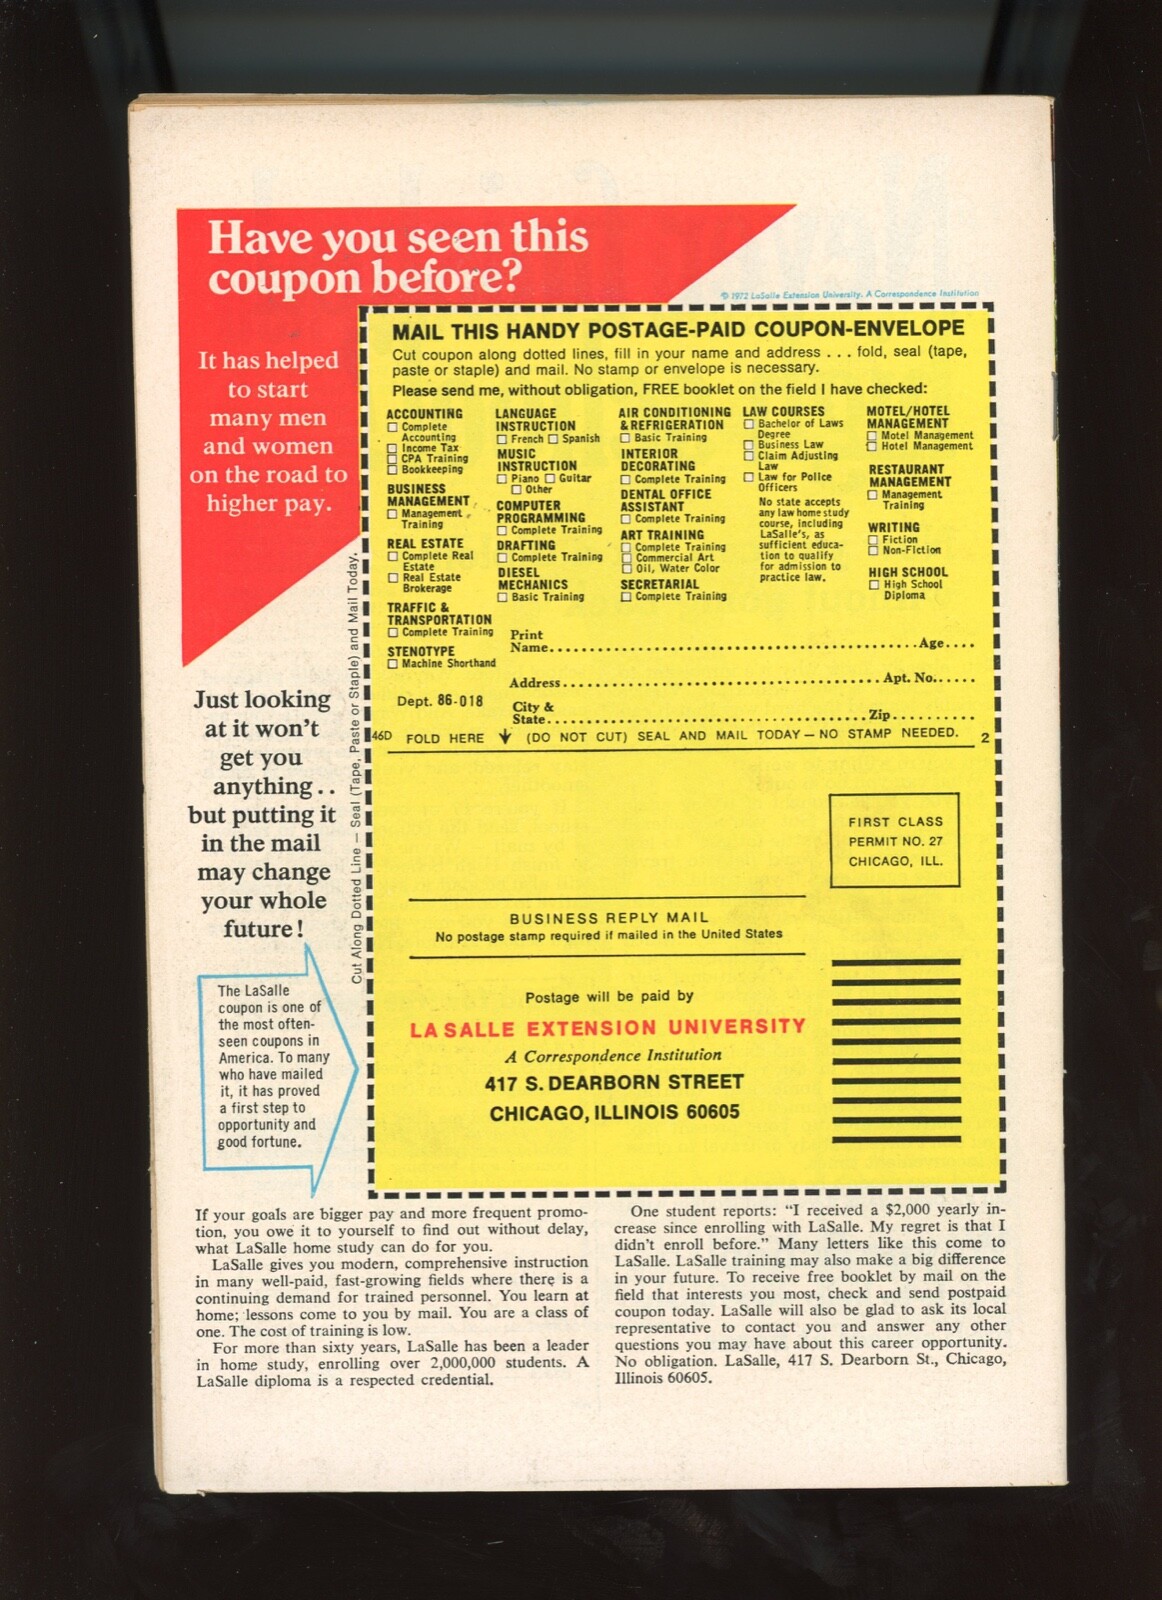 Have you seen this
coupon before?
© 1972 LaSalle Extension University. A Correspondence Institution
It has helped
to start
many men
and women
on the road to
higher pay.
Just looking
at it won't
get you
anything . .
but putting it
in the mail
may change
your whole
future!
The LaSalle
coupon is one of
the most often-
seen coupons in
America. To many
who have mailed
it, it has proved
a first step to
opportunity and
good fortune.
Cut Along Dotted Line — Seal (Tape, Paste or Staple) and Mail Today.
MAIL THIS HANDY POSTAGE-PAID COUPON-ENVELOPE
Cut coupon along dotted lines, fill in your name and address . . . fold, seal (tape,
paste or staple) and mail. No stamp or envelope is necessary.
Please send me, without obligation, FREE booklet on the field I have checked:
ACCOUNTING
Complete
Accounting
Income Tax
CPA Training
Bookkeeping
BUSINESS
MANAGEMENT
Management
Training
REAL ESTATE
Complete Real
Estate
Real Estate
Brokerage
TRAFFIC &
TRANSPORTATION
Complete Training
STENOTYPE
Machine Shorthand
LANGUAGE
INSTRUCTION
French Spanish
MUSIC
INSTRUCTION
Piano Guitar
Other
COMPUTER
PROGRAMMING
Complete Training
DRAFTING
Complete Training
DIESEL
MECHANICS
Basic Training
AIR CONDITIONING
& REFRIGERATION
Basic Training
INTERIOR
DECORATING
Complete Training
DENTAL OFFICE
ASSISTANT
Complete Training
ART TRAINING
Complete Training
Commercial Art
Oil, Water Color
SECRETARIAL
Complete Training
LAW COURSES
Bachelor of Laws
Degree
Business Law
Claim Adjusting
Law
Law for Police
Officers
No state accepts
any law home study
course, including
LaSalle's, as
sufficient educa-
tion to qualify
for admission to
practice law.
MOTEL/HOTEL
MANAGEMENT
Motel Management
Hotel Management
RESTAURANT
MANAGEMENT
Management
Training
WRITING
Fiction
Non-Fiction
HIGH SCHOOL
High School
Diploma
Print
Name Age
Address Apt. No.
Dept. 86-018
City &
State Zip
46D FOLD HERE (DO NOT CUT) SEAL AND MAIL TODAY — NO STAMP NEEDED. 2
FIRST CLASS
PERMIT NO. 27
CHICAGO, ILL.
BUSINESS REPLY MAIL
No postage stamp required if mailed in the United States
Postage will be paid by
LA SALLE EXTENSION UNIVERSITY
A Correspondence Institution
417 S. DEARBORN STREET
CHICAGO, ILLINOIS 60605
If your goals are bigger pay and more frequent promo-
tion, you owe it to yourself to find out without delay,
what LaSalle home study can do for you.
LaSalle gives you modern, comprehensive instruction
in many well-paid, fast-growing fields where there is a
continuing demand for trained personnel. You learn at
home; lessons come to you by mail. You are a class of
one. The cost of training is low.
For more than sixty years, LaSalle has been a leader
in home study, enrolling over 2,000,000 students. A
LaSalle diploma is a respected credential.
One student reports: "I received a $2,000 yearly in-
crease since enrolling with LaSalle. My regret is that I
didn't enroll before." Many letters like this come to
LaSalle. LaSalle training may also make a big difference
in your future. To receive free booklet by mail on the
field that interests you most, check and send postpaid
coupon today. LaSalle will also be glad to ask its local
representative to contact you and answer any other
questions you may have about this career opportunity.
No obligation. LaSalle, 417 S. Dearborn St., Chicago,
Illinois 60605.